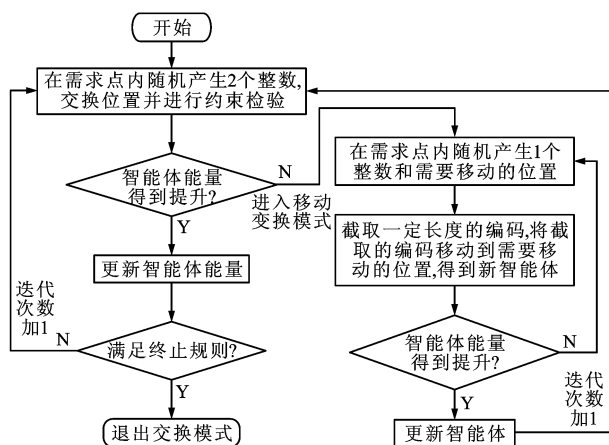 开始
在需求点内随机产生2个整数,
交换位置并进行约束检验
智能体能量
得到提升?
N
进入移动
变换模式
Y
更新智能体能量
迭代
次数
加1
N
满足终止规则?
Y
退出交换模式
在需求点内随机产生1个
整数和需要移动的位置
截取一定长度的编码,将截
取的编码移动到需要移
动的位置,得到新智能体
智能体能量
得到提升?
N
Y
迭代
次数
加1
更新智能体